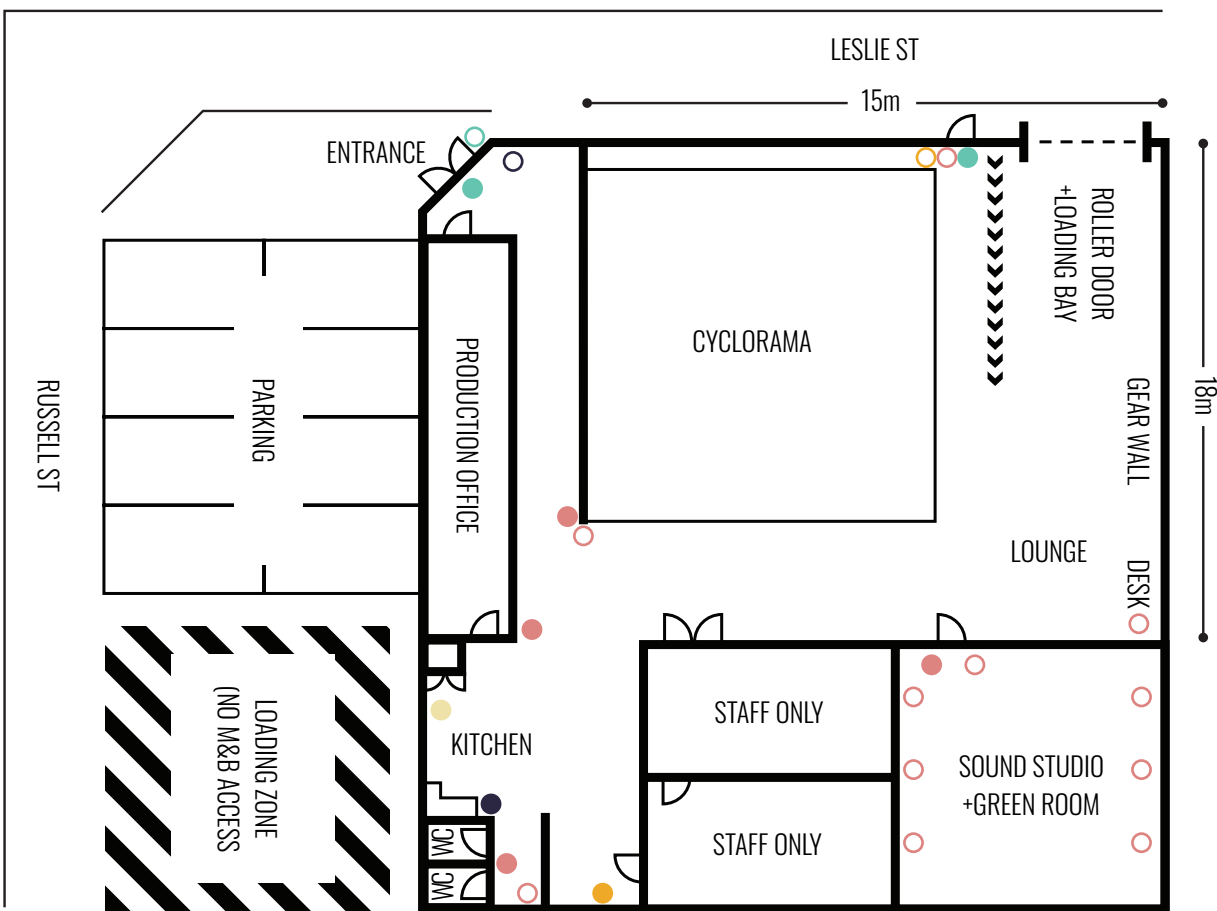 LESLIE ST
15m
ENTRANCE
ROLLER DOOR
+LOADING BAY
CYCLORAMA
PRODUCTION OFFICE
PARKING
RUSSELL ST
GEAR WALL
18m
LOUNGE
DESK
LOADING ZONE
(NO M&B ACCESS
KITCHEN
STAFF ONLY
SOUND STUDIO
+GREEN ROOM
STAFF ONLY
WC
WC